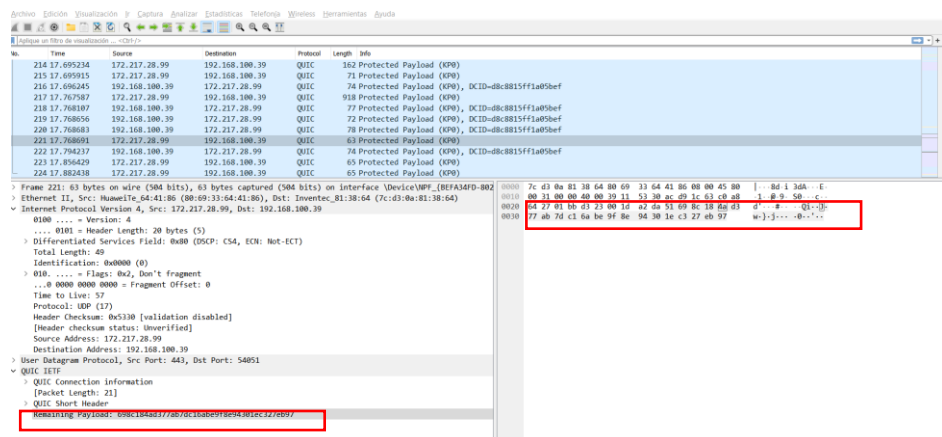 Archivo Edición Visualización Ir Captura Analizar Estadísticas Telefonía Wireless Herramientas Ayuda
Aplique un filtro de visualización ... <Ctrl-/>
No. Time Source Destination Protocol Length Info
214 17.695234 172.217.28.99 192.168.100.39 QUIC 162 Protected Payload (KP0)
215 17.695915 172.217.28.99 192.168.100.39 QUIC 71 Protected Payload (KP0)
216 17.696245 192.168.100.39 172.217.28.99 QUIC 74 Protected Payload (KP0), DCID=d8c8815ff1a05bef
217 17.767587 172.217.28.99 192.168.100.39 QUIC 918 Protected Payload (KP0)
218 17.768107 192.168.100.39 172.217.28.99 QUIC 77 Protected Payload (KP0), DCID=d8c8815ff1a05bef
219 17.768656 192.168.100.39 172.217.28.99 QUIC 72 Protected Payload (KP0), DCID=d8c8815ff1a05bef
220 17.768683 192.168.100.39 172.217.28.99 QUIC 78 Protected Payload (KP0), DCID=d8c8815ff1a05bef
221 17.768691 172.217.28.99 192.168.100.39 QUIC 63 Protected Payload (KP0)
222 17.794237 192.168.100.39 172.217.28.99 QUIC 74 Protected Payload (KP0), DCID=d8c8815ff1a05bef
223 17.856429 172.217.28.99 192.168.100.39 QUIC 65 Protected Payload (KP0)
224 17.882438 172.217.28.99 192.168.100.39 QUIC 65 Protected Payload (KP0)
Frame 221: 63 bytes on wire (504 bits), 63 bytes captured (504 bits) on interface \Device\NPF_{BEFA34FD-802
Ethernet II, Src: HuaweiTe_64:41:86 (80:69:33:64:41:86), Dst: Inventec_81:38:64 (7c:d3:0a:81:38:64)
Internet Protocol Version 4, Src: 172.217.28.99, Dst: 192.168.100.39
0100 .... = Version: 4
.... 0101 = Header Length: 20 bytes (5)
Differentiated Services Field: 0x80 (DSCP: CS4, ECN: Not-ECT)
Total Length: 49
Identification: 0x0000 (0)
010. .... = Flags: 0x2, Don't fragment
...0 0000 0000 0000 = Fragment Offset: 0
Time to Live: 57
Protocol: UDP (17)
Header Checksum: 0x5330 [validation disabled]
[Header checksum status: Unverified]
Source Address: 172.217.28.99
Destination Address: 192.168.100.39
User Datagram Protocol, Src Port: 443, Dst Port: 54051
QUIC IETF
QUIC Connection information
[Packet Length: 21]
QUIC Short Header
Remaining Payload: 698c184ad377ab7dc16abe9f8e94301ec327eb97
0000 7c d3 0a 81 38 64 80 69 33 64 41 86 08 00 45 80 |···8d·i 3dA···E·
0010 00 31 00 00 40 00 39 11 53 30 ac d9 1c 63 c0 a8 ·1··@·9· S0···c··
0020 64 27 01 bb d3 23 00 1d a2 da 51 69 8c 18 4a d3 d'···#·· ··Qi··J·
0030 77 ab 7d c1 6a be 9f 8e 94 30 1e c3 27 eb 97 w·}·j··· ·0··'··